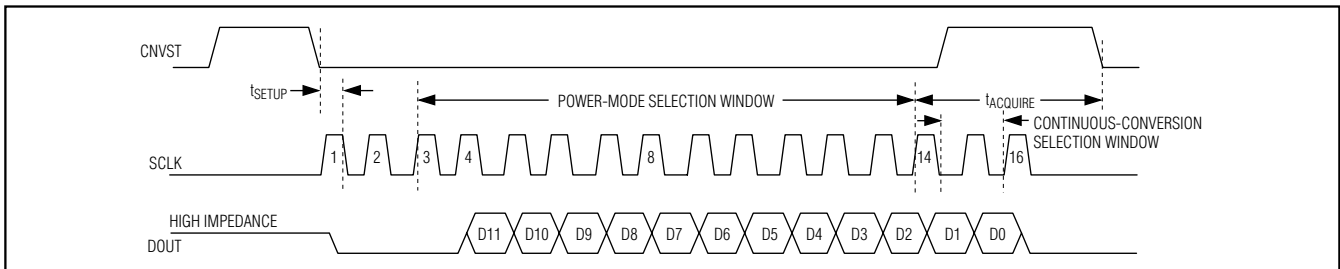 CNVST
tSETUP
POWER-MODE SELECTION WINDOW
tACQUIRE
CONTINUOUS-CONVERSION
SELECTION WINDOW
SCLK
1 2 3 4 8 14 16
HIGH IMPEDANCE
DOUT
D11 D10 D9 D8 D7 D6 D5 D4 D3 D2 D1 D0